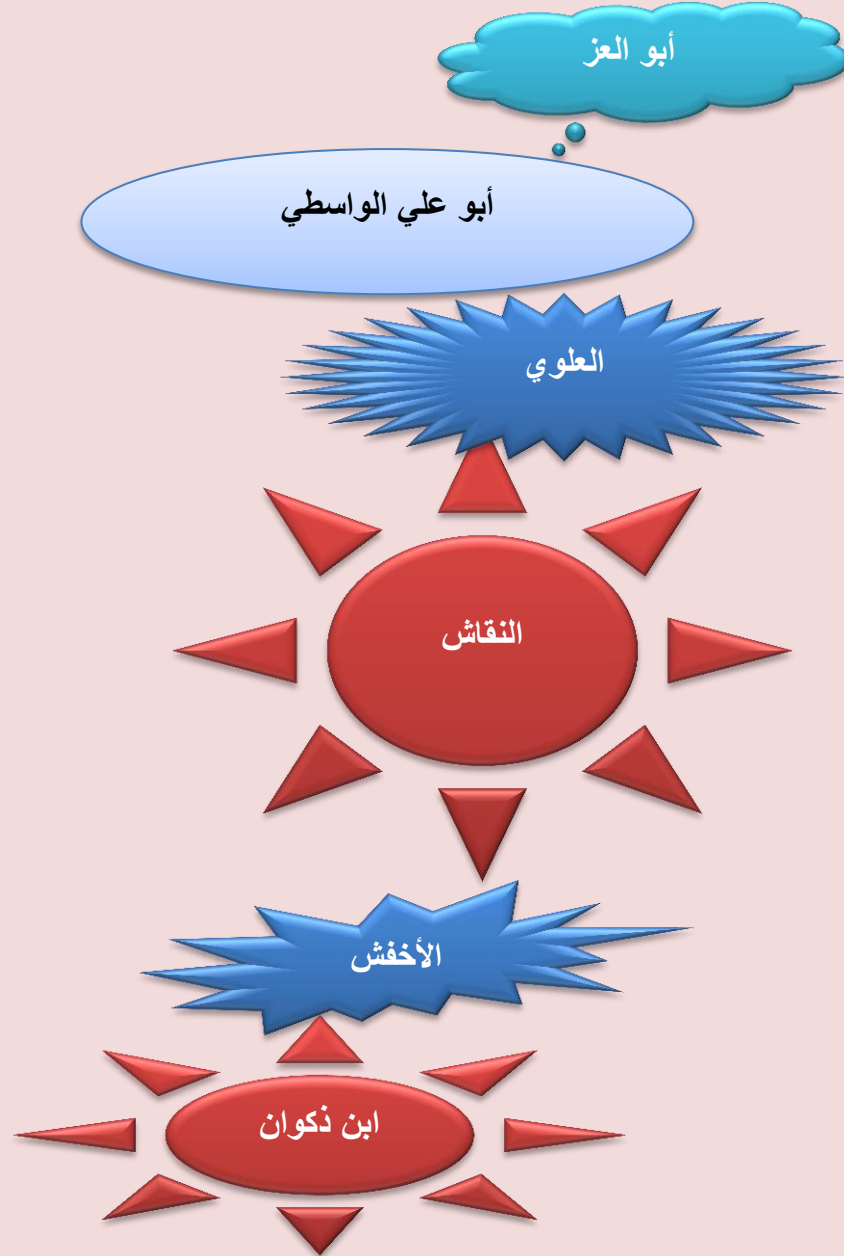 أبو العز
أبو علي الواسطي
العلوي
النقاش
الأخفش
ابن ذكوان